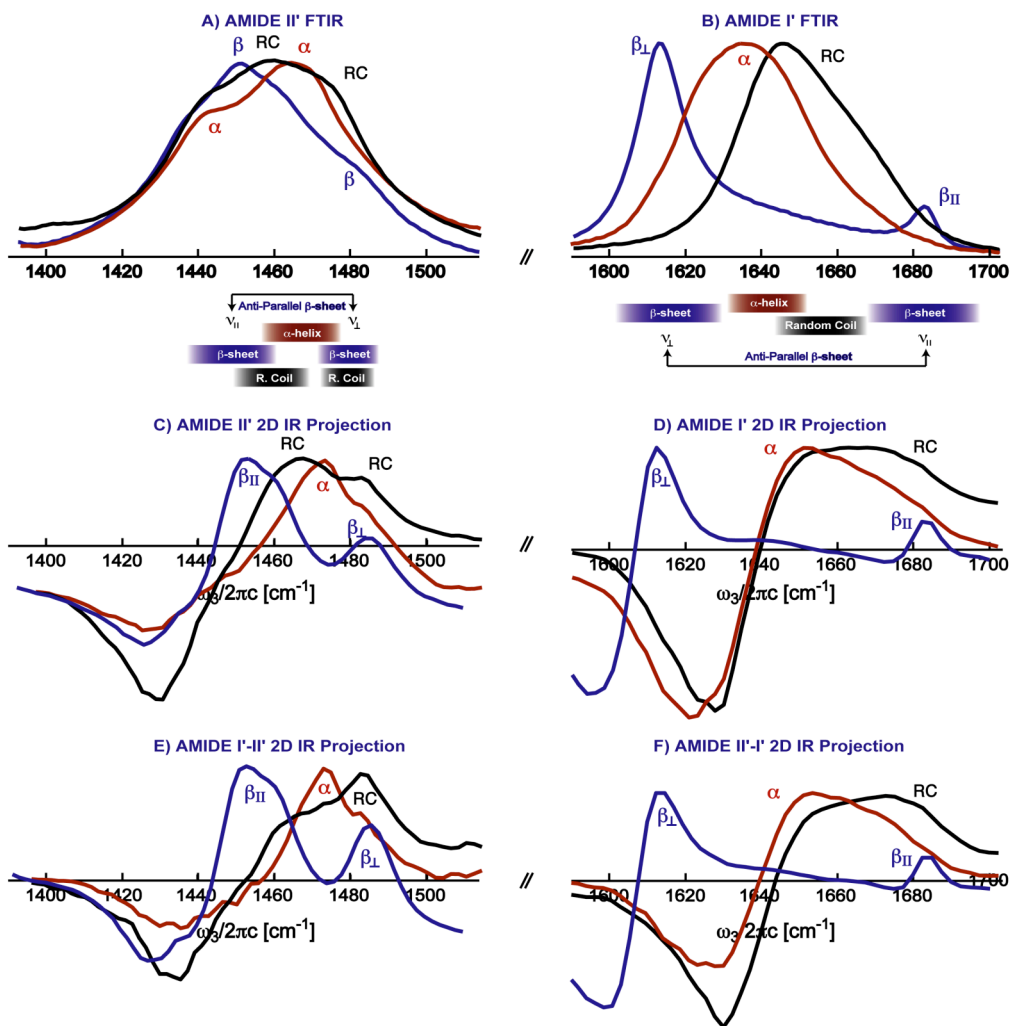 A) AMIDE II' FTIR
B) AMIDE I' FTIR
β RC α RC
α β
β⊥ α RC β||
1400 1420 1440 1460 1480 1500
//
1600 1620 1640 1660 1680 1700
Anti-Parallel β-sheet
ν|| ν⊥
α-helix
β-sheet β-sheet
R. Coil R. Coil
α-helix
β-sheet β-sheet
Random Coil
ν⊥ ν||
Anti-Parallel β-sheet
C) AMIDE II' 2D IR Projection
D) AMIDE I' 2D IR Projection
β|| RC α RC β⊥
β⊥ α RC β||
1400 1420 1440 1460 1480 1500
//
1600 1620 1640 1660 1680 1700
ω3/2πc [cm-1]
ω3/2πc [cm-1]
E) AMIDE I'-II' 2D IR Projection
F) AMIDE II'-I' 2D IR Projection
β|| α RC β⊥
β⊥ α RC β||
1400 1420 1440 1460 1480 1500
//
1600 1620 1640 1660 1680 1700
ω3/2πc [cm-1]
ω3/2πc [cm-1]